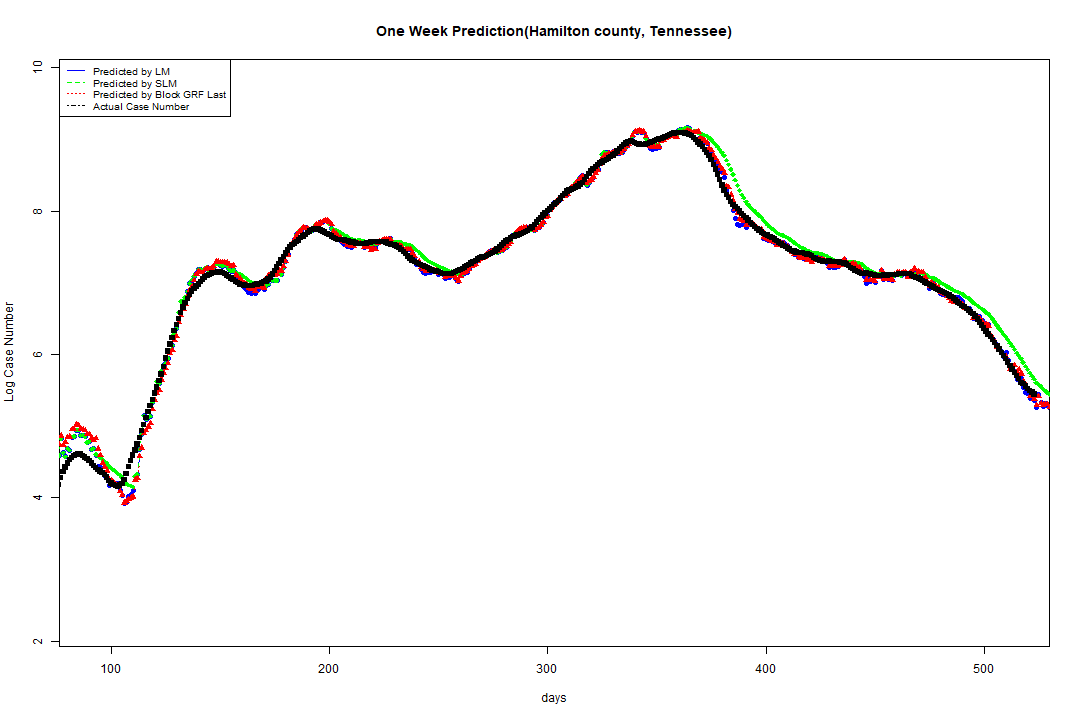 One Week Prediction(Hamilton county, Tennessee)
Predicted by LM
Predicted by SLM
Predicted by Block GRF Last
Actual Case Number
10
8
6
4
2
Log Case Number
100
200
300
400
500
days